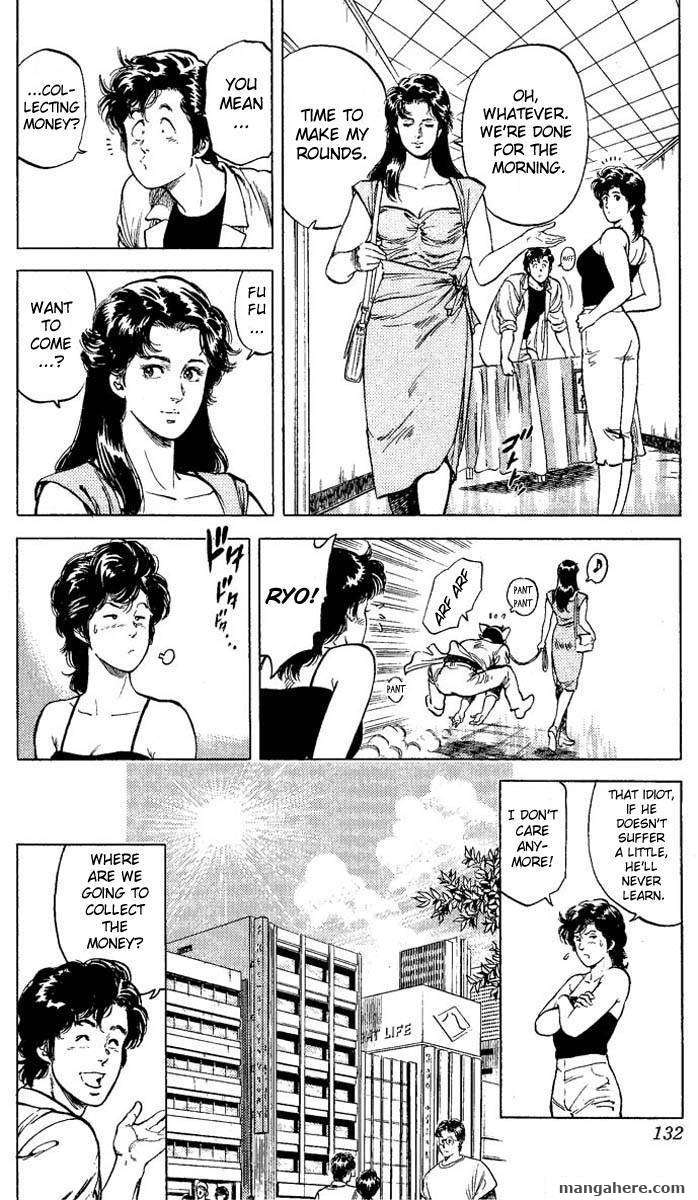 OH,
WHATEVER.
WE'RE DONE
FOR THE
MORNING.
TIME TO
MAKE MY
ROUNDS.
YOU
MEAN
...
...COL-
LECTING
MONEY?
FU
FU
...
WANT
TO
COME
...?
PANT
PANT
ARF ARF
PANT
RYO!
THAT IDIOT,
IF HE
DOESN'T
SUFFER
A LITTLE,
HE'LL
NEVER
LEARN.
I DON'T
CARE
ANY-
MORE!
AT LIFE
WHERE
ARE WE
GOING TO
COLLECT
THE
MONEY?
132
mangahere.com